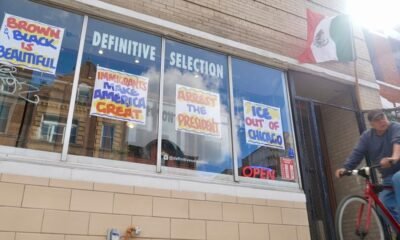 BROWN
& BLACK
IS
BEAUTIFUL
DEFINITIVE SELECTION
IMMIGRANTS
MAKE
AMERICA
GREAT
ARREST
THE
PRESIDENT
ICE
OUT OF
CHICAGO
OPEN